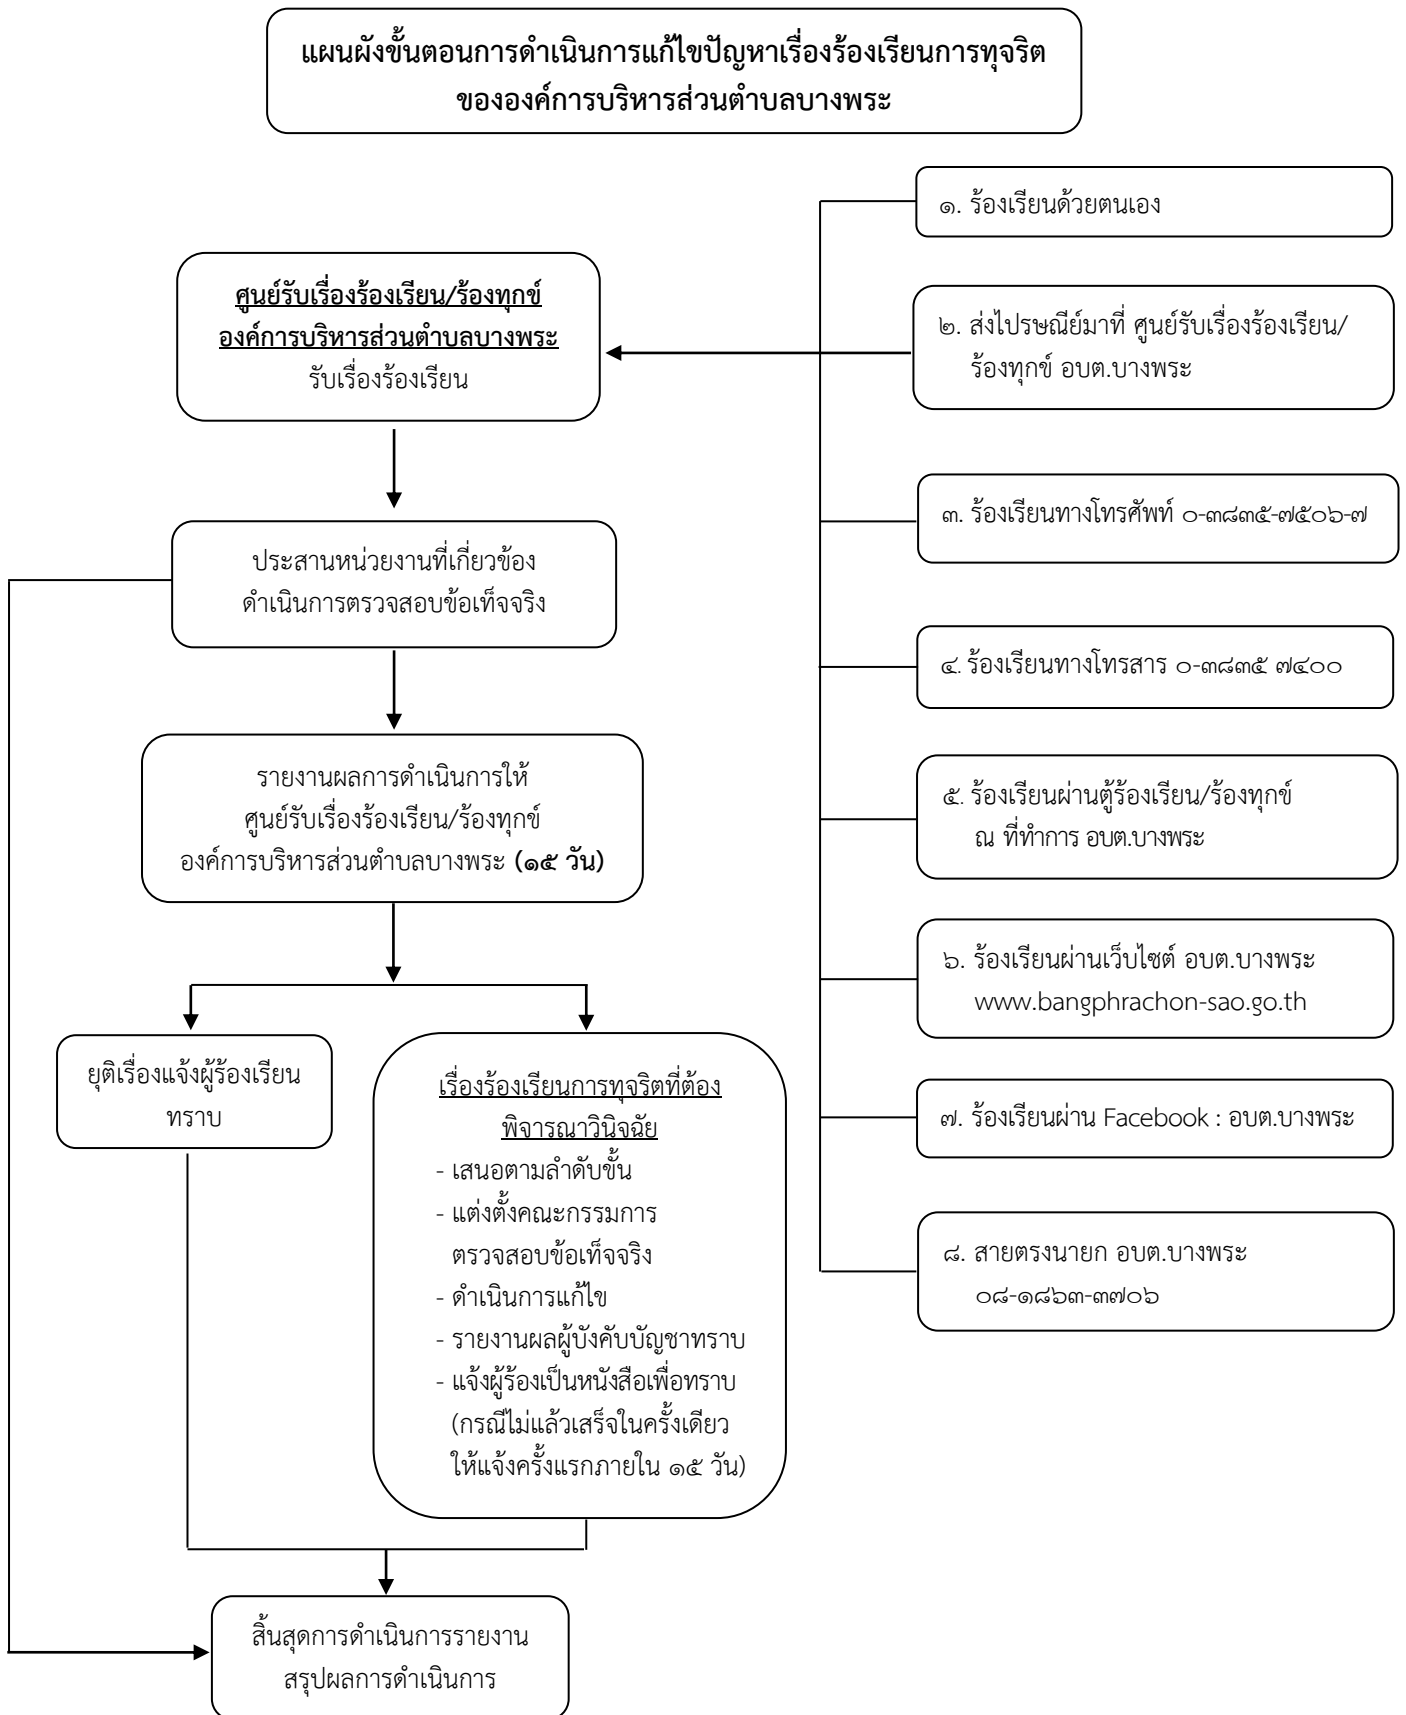 แผนผังขั้นตอนการดำเนินการแก้ไขปัญหาเรื่องร้องเรียนการทุจริต
ขององค์การบริหารส่วนตำบลบางพระ
๑. ร้องเรียนด้วยตนเอง
ศูนย์รับเรื่องร้องเรียน/ร้องทุกข์
องค์การบริหารส่วนตำบลบางพระ
รับเรื่องร้องเรียน
๒. ส่งไปรษณีย์มาที่ ศูนย์รับเรื่องร้องเรียน/
ร้องทุกข์ อบต.บางพระ
๓. ร้องเรียนทางโทรศัพท์ ๐-๓๘๓๕-๗๕๐๖-๗
ประสานหน่วยงานที่เกี่ยวข้อง
ดำเนินการตรวจสอบข้อเท็จจริง
๔. ร้องเรียนทางโทรสาร ๐-๓๘๓๕ ๗๔๐๐
รายงานผลการดำเนินการให้
ศูนย์รับเรื่องร้องเรียน/ร้องทุกข์
องค์การบริหารส่วนตำบลบางพระ (๑๕ วัน)
๕. ร้องเรียนผ่านตู้ร้องเรียน/ร้องทุกข์
ณ ที่ทำการ อบต.บางพระ
๖. ร้องเรียนผ่านเว็บไซต์ อบต.บางพระ
www.bangphrachon-sao.go.th
ยุติเรื่องแจ้งผู้ร้องเรียน
ทราบ
เรื่องร้องเรียนการทุจริตที่ต้อง
พิจารณาวินิจฉัย
- เสนอตามลำดับขั้น
- แต่งตั้งคณะกรรมการ
ตรวจสอบข้อเท็จจริง
- ดำเนินการแก้ไข
- รายงานผลผู้บังคับบัญชาทราบ
- แจ้งผู้ร้องเป็นหนังสือเพื่อทราบ
(กรณีไม่แล้วเสร็จในครั้งเดียว
ให้แจ้งครั้งแรกภายใน ๑๕ วัน)
๗. ร้องเรียนผ่าน Facebook : อบต.บางพระ
๘. สายตรงนายก อบต.บางพระ
๐๘-๑๘๖๓-๓๗๐๖
สิ้นสุดการดำเนินการรายงาน
สรุปผลการดำเนินการ